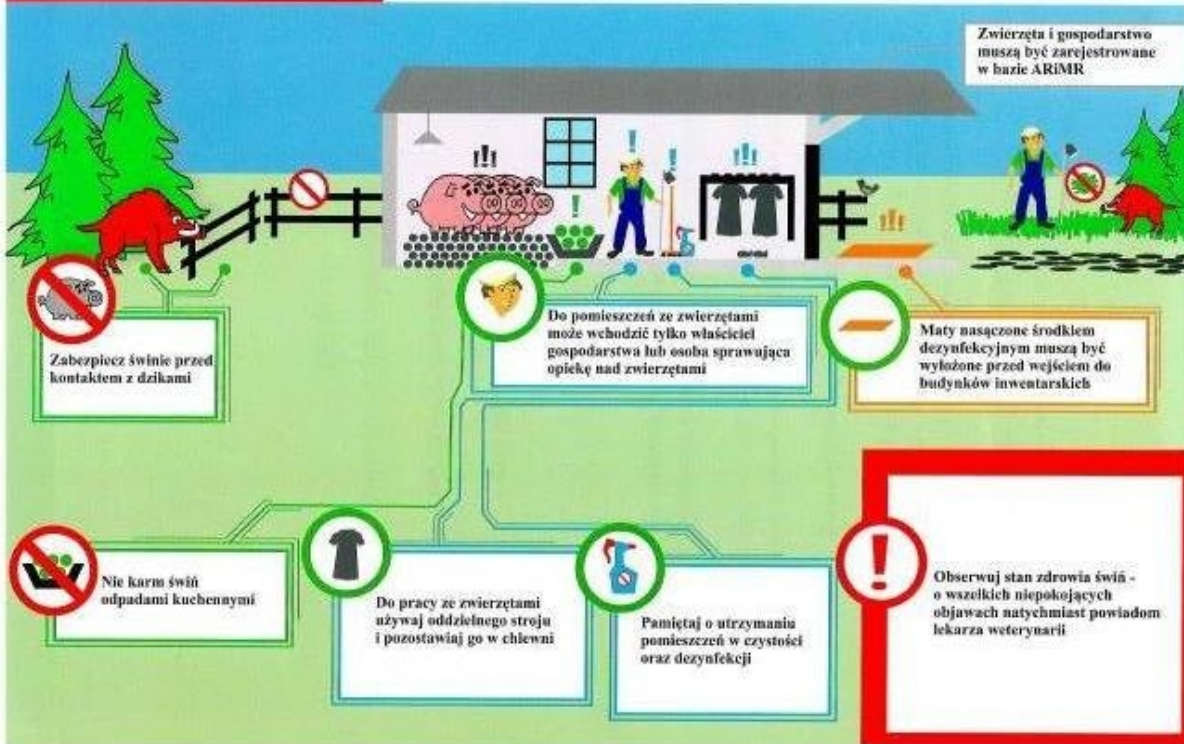 Zwierzęta i gospodarstwo
muszą być zarejestrowane
w bazie ARiMR
Zabezpiecz świnie przed
kontaktem z dzikami
Do pomieszczeń ze zwierzętami
może wchodzić tylko właściciel
gospodarstwa lub osoba sprawująca
opiekę nad zwierzętami
Maty nasączone środkiem
dezynfekcyjnym muszą być
wyłożone przed wejściem do
budynków inwentarskich
Nie karm świń
odpadami kuchennymi
Do pracy ze zwierzętami
używaj oddzielnego stroju
i pozostawiaj go w chlewni
Pamiętaj o utrzymaniu
pomieszczeń w czystości
oraz dezynfekcji
Obserwuj stan zdrowia świń -
o wszelkich niepokojących
objawach natychmiast powiadom
lekarza weterynarii